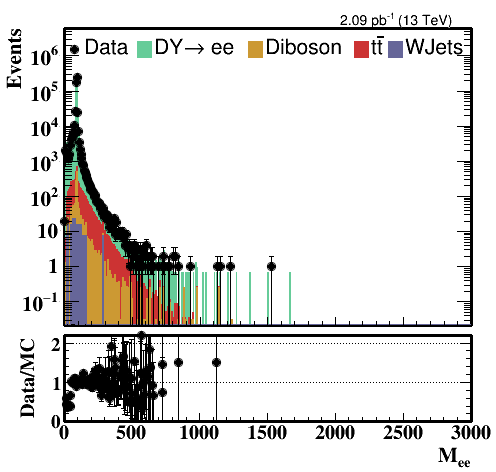 2.09 pb⁻¹ (13 TeV)
Events
Data DY→ ee Diboson tt̄ WJets
10⁶
10⁵
10⁴
10³
10²
10
1
10⁻¹
Data/MC
2
1
0
0 500 1000 1500 2000 2500 3000
Mₑₑ